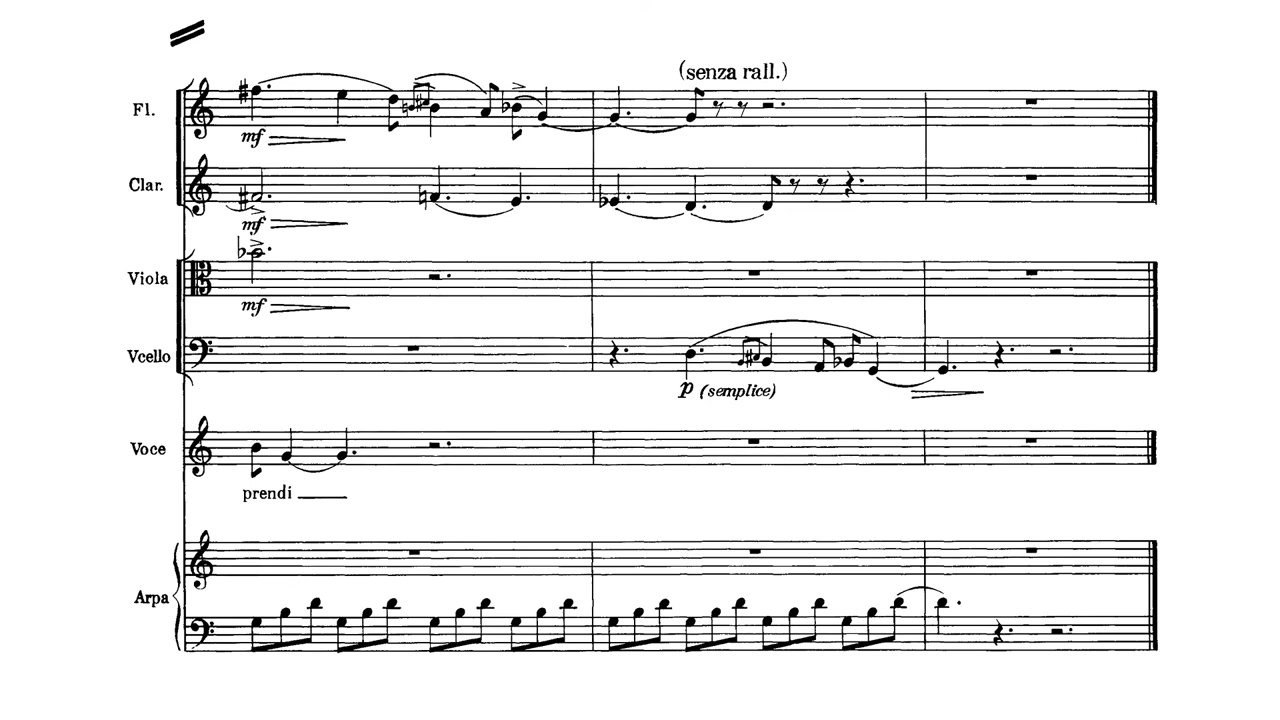 (senza rall.)
Fl.
mf
Clar.
mf
Viola
mf
Vcello
p (semplice)
Voce
prendi
Arpa